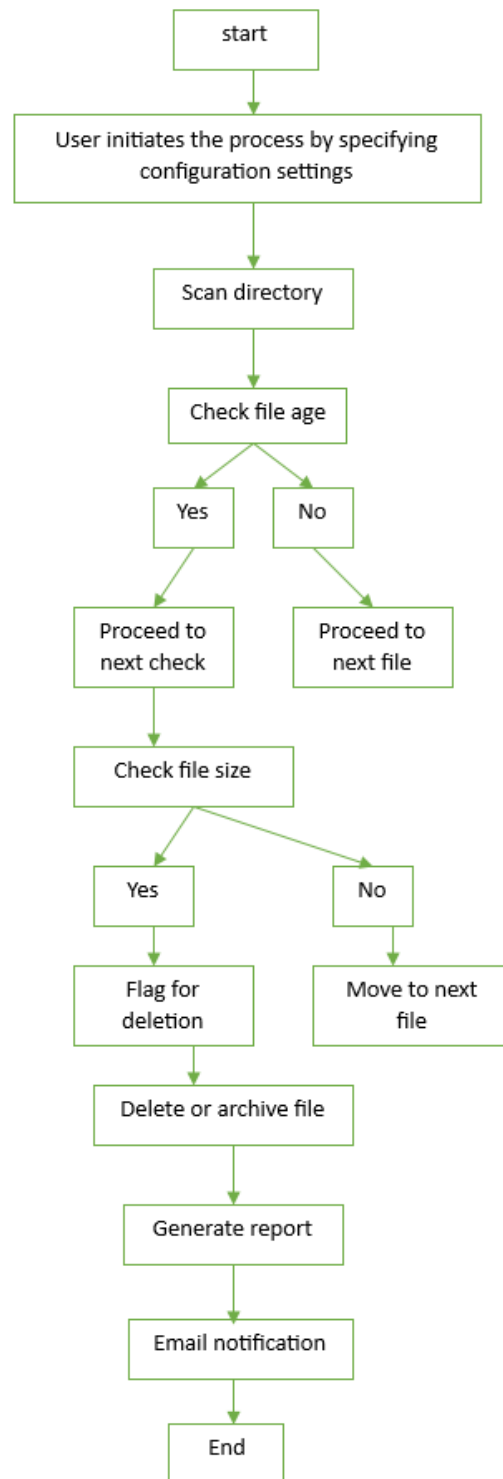 start
User initiates the process by specifying
configuration settings
Scan directory
Check file age
Yes
No
Proceed to
next check
Proceed to
next file
Check file size
Yes
No
Flag for
deletion
Move to next
file
Delete or archive file
Generate report
Email notification
End